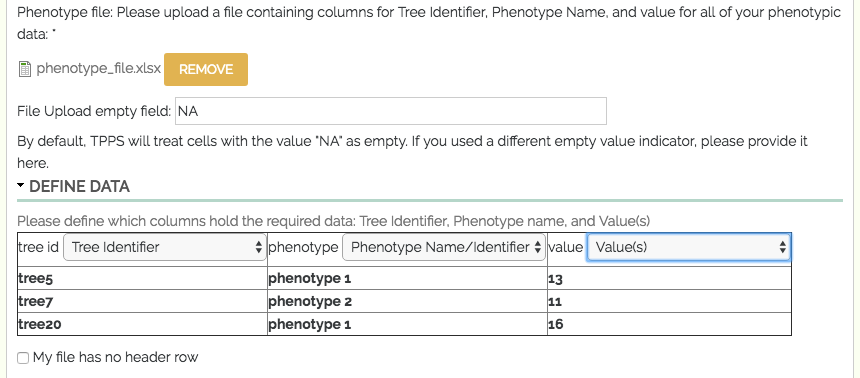 Phenotype file: Please upload a file containing columns for Tree Identifier, Phenotype Name, and value for all of your phenotypic
data: *
phenotype_file.xlsx REMOVE
File Upload empty field: NA
By default, TPPS will treat cells with the value "NA" as empty. If you used a different empty value indicator, please provide it
here.
DEFINE DATA
Please define which columns hold the required data: Tree Identifier, Phenotype name, and Value(s)
tree id Tree Identifier phenotype Phenotype Name/Identifier value Value(s)
tree5 phenotype 1 13
tree7 phenotype 2 11
tree20 phenotype 1 16
My file has no header row